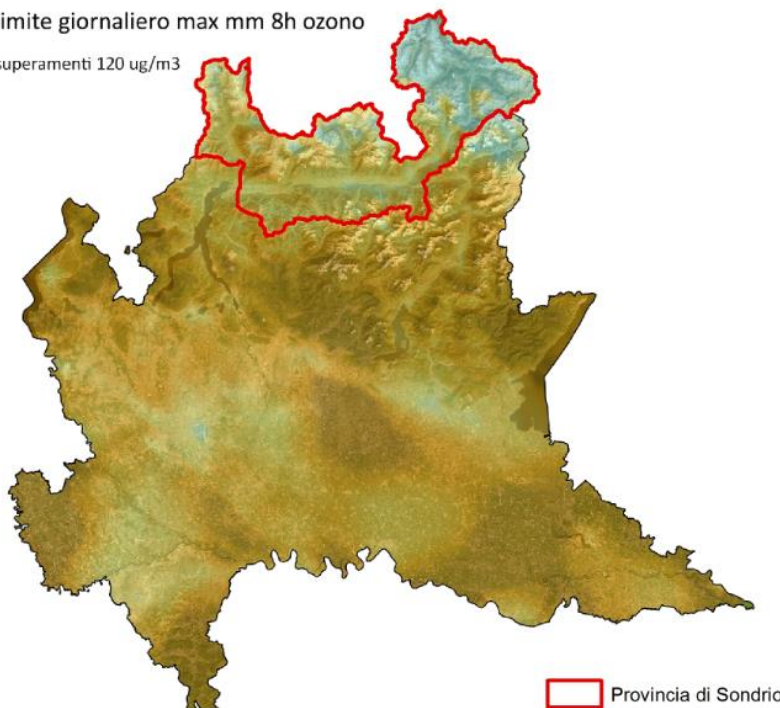 imite giornaliero max mm 8h ozono
superamenti 120 ug/m3
Provincia di Sondrio